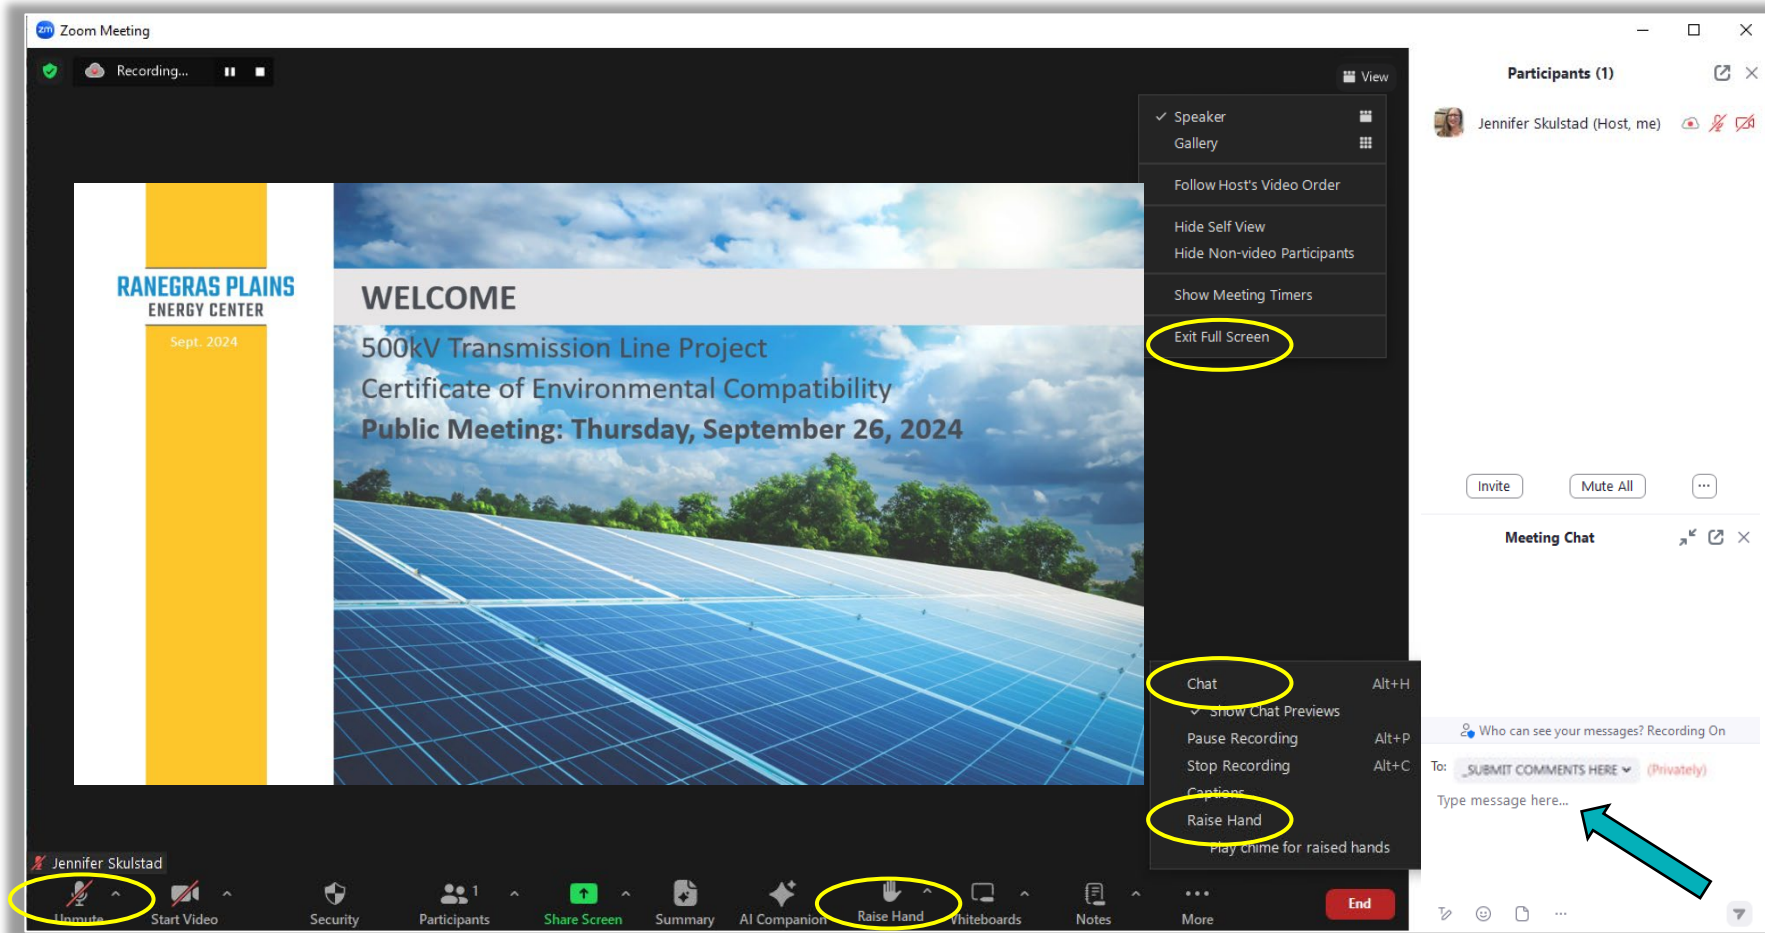 zm Zoom Meeting
Recording...
View
Speaker
Gallery
Follow Host's Video Order
Hide Self View
Hide Non-video Participants
Show Meeting Timers
Exit Full Screen
RANEGRAS PLAINS
ENERGY CENTER
Sept. 2024
WELCOME
500kV Transmission Line Project
Certificate of Environmental Compatibility
Public Meeting: Thursday, September 26, 2024
Chat Alt+H
Show Chat Previews
Pause Recording Alt+P
Stop Recording Alt+C
Captions
Raise Hand
Play chime for raised hands
Jennifer Skulstad
Unmute
Start Video
Security
1
Participants
Share Screen
Summary
AI Companion
Raise Hand
Whiteboards
Notes
More
End
Participants (1)
Jennifer Skulstad (Host, me)
Invite
Mute All
Meeting Chat
Who can see your messages? Recording On
To: _SUBMIT COMMENTS HERE (Privately)
Type message here...